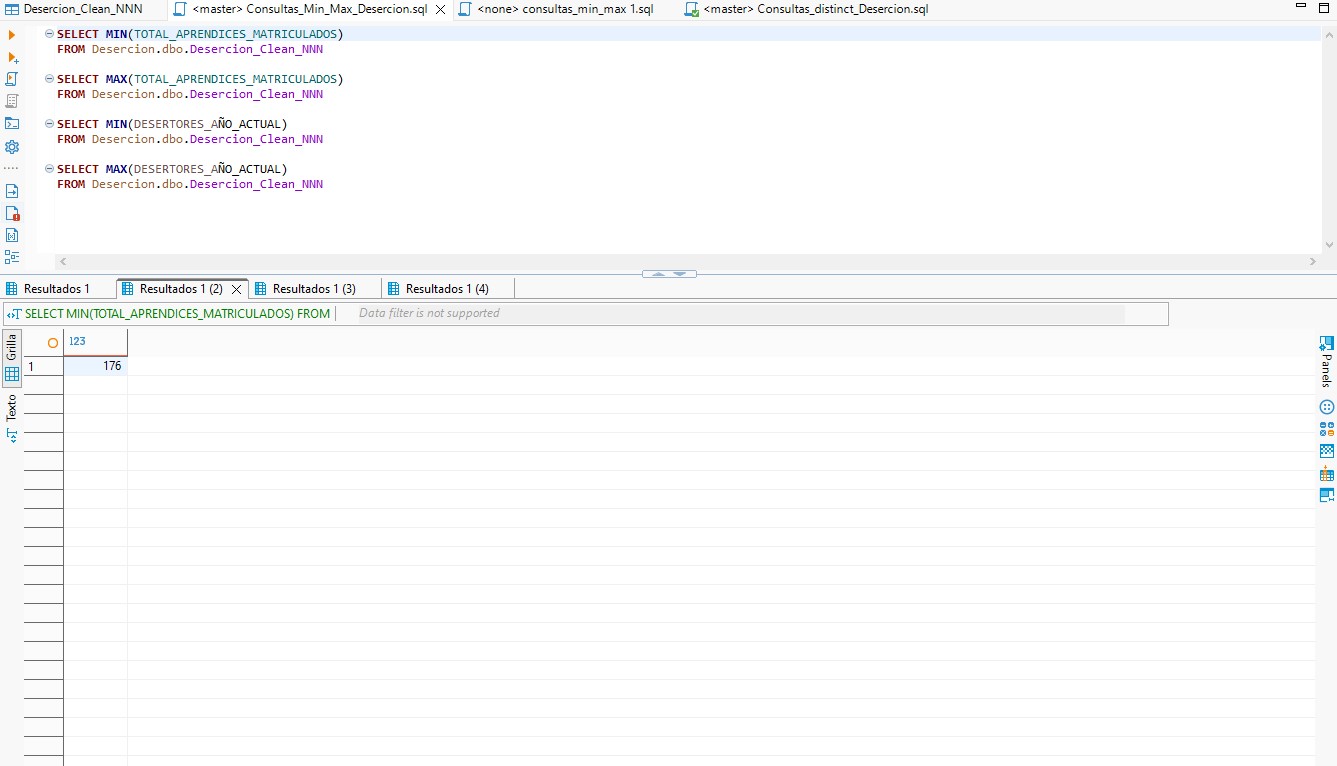 Desercion_Clean_NNN
<master> Consultas_Min_Max_Desercion.sql
<none> consultas_min_max 1.sql
<master> Consultas_distinct_Desercion.sql
SELECT MIN(TOTAL_APRENDICES_MATRICULADOS)
FROM Desercion.dbo.Desercion_Clean_NNN
SELECT MAX(TOTAL_APRENDICES_MATRICULADOS)
FROM Desercion.dbo.Desercion_Clean_NNN
SELECT MIN(DESERTORES_AÑO_ACTUAL)
FROM Desercion.dbo.Desercion_Clean_NNN
SELECT MAX(DESERTORES_AÑO_ACTUAL)
FROM Desercion.dbo.Desercion_Clean_NNN
Resultados 1
Resultados 1 (2)
Resultados 1 (3)
Resultados 1 (4)
SELECT MIN(TOTAL_APRENDICES_MATRICULADOS) FROM
Data filter is not supported
Grilla
Texto
123
1
176
Panels